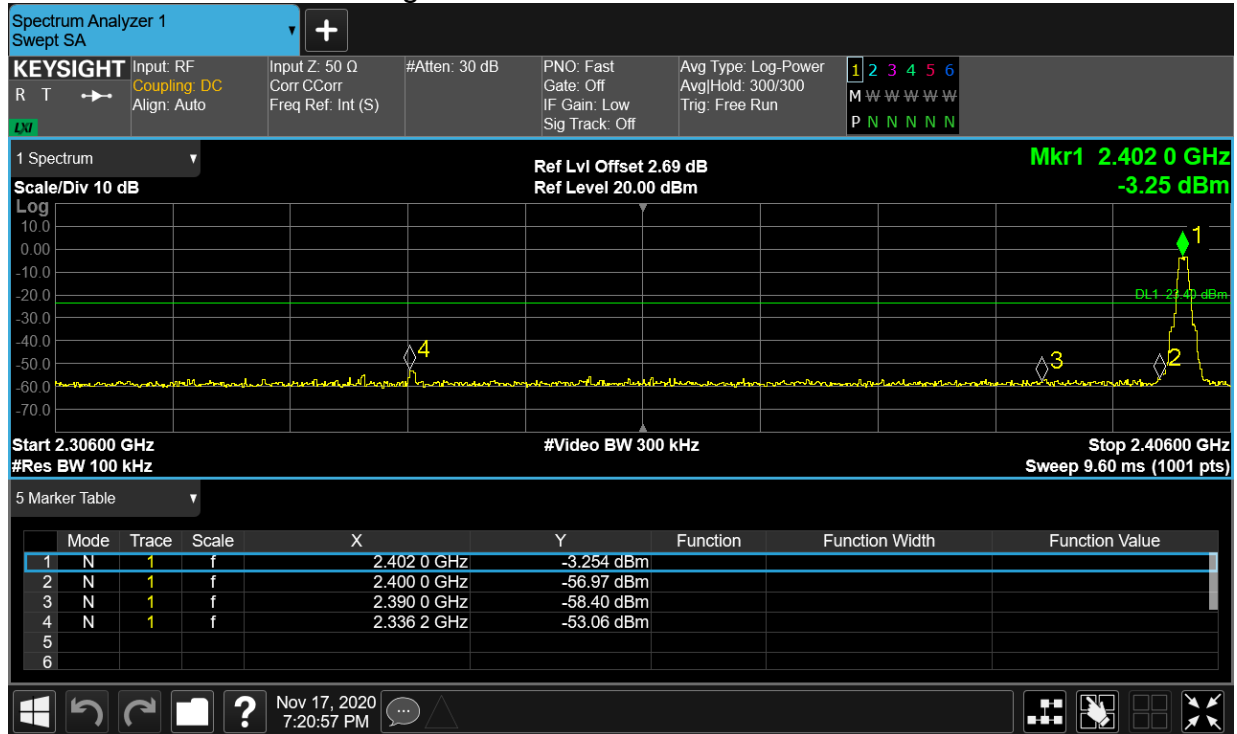 Spectrum Analyzer 1
Swept SA
KEYSIGHT
R T
LXI
Input: RF
Coupling: DC
Align: Auto
Input Z: 50 Ω
Corr CCorr
Freq Ref: Int (S)
#Atten: 30 dB
PNO: Fast
Gate: Off
IF Gain: Low
Sig Track: Off
Avg Type: Log-Power
Avg|Hold: 300/300
Trig: Free Run
1 2 3 4 5 6
M W W W W W
P N N N N N
1 Spectrum
Scale/Div 10 dB
Ref Lvl Offset 2.69 dB
Ref Level 20.00 dBm
Mkr1 2.402 0 GHz
-3.25 dBm
Log
10.0
0.00
-10.0
-20.0
-30.0
-40.0
-50.0
-60.0
-70.0
1
DL1 -23.40 dBm
4
3
2
Start 2.30600 GHz
#Res BW 100 kHz
#Video BW 300 kHz
Stop 2.40600 GHz
Sweep 9.60 ms (1001 pts)
5 Marker Table
Mode Trace Scale X Y Function Function Width Function Value
1 N 1 f 2.402 0 GHz -3.254 dBm
2 N 1 f 2.400 0 GHz -56.97 dBm
3 N 1 f 2.390 0 GHz -58.40 dBm
4 N 1 f 2.336 2 GHz -53.06 dBm
5
6
?
Nov 17, 2020
7:20:57 PM